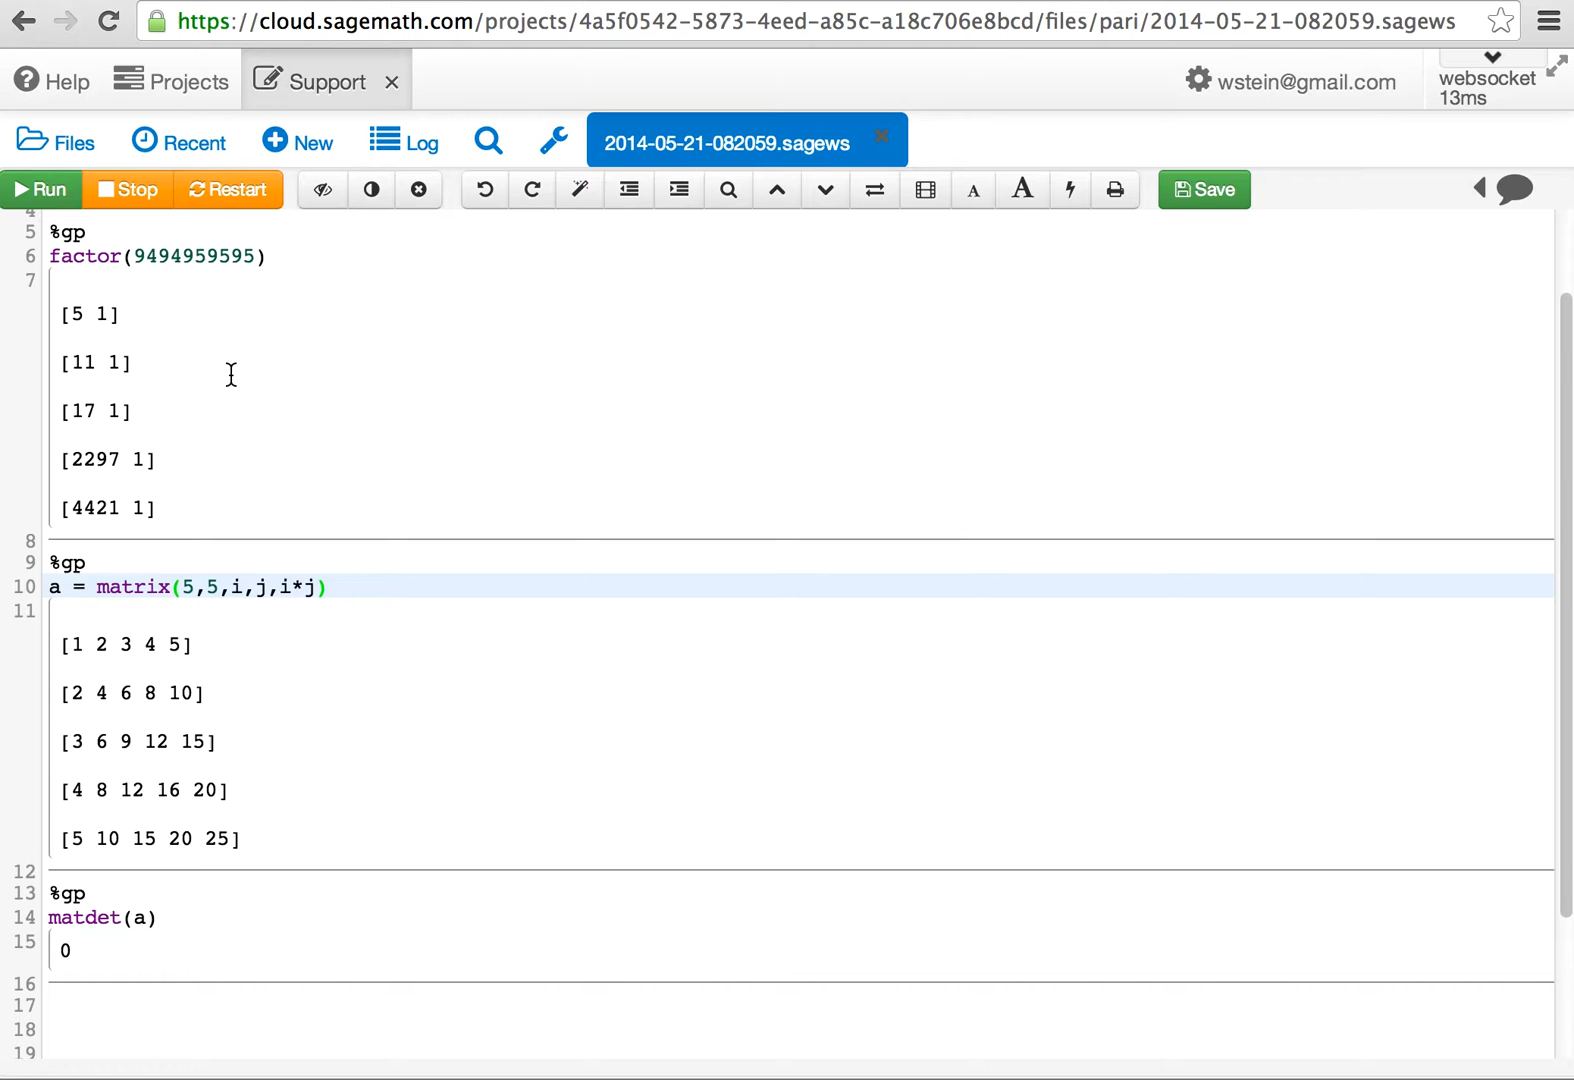 https://cloud.sagemath.com/projects/4a5f0542-5873-4eed-a85c-a18c706e8bcd/files/pari/2014-05-21-082059.sagews
Help Projects Support × wstein@gmail.com websocket
13ms
Files Recent New Log 2014-05-21-082059.sagews
Run Stop Restart A A Save
4
5 %gp
6 factor(9494959595)
7
[5 1]
[11 1]
[17 1]
[2297 1]
[4421 1]
8
9 %gp
10 a = matrix(5,5,i,j,i*j)
11
[1 2 3 4 5]
[2 4 6 8 10]
[3 6 9 12 15]
[4 8 12 16 20]
[5 10 15 20 25]
12
13 %gp
14 matdet(a)
15 0
16
17
18
19